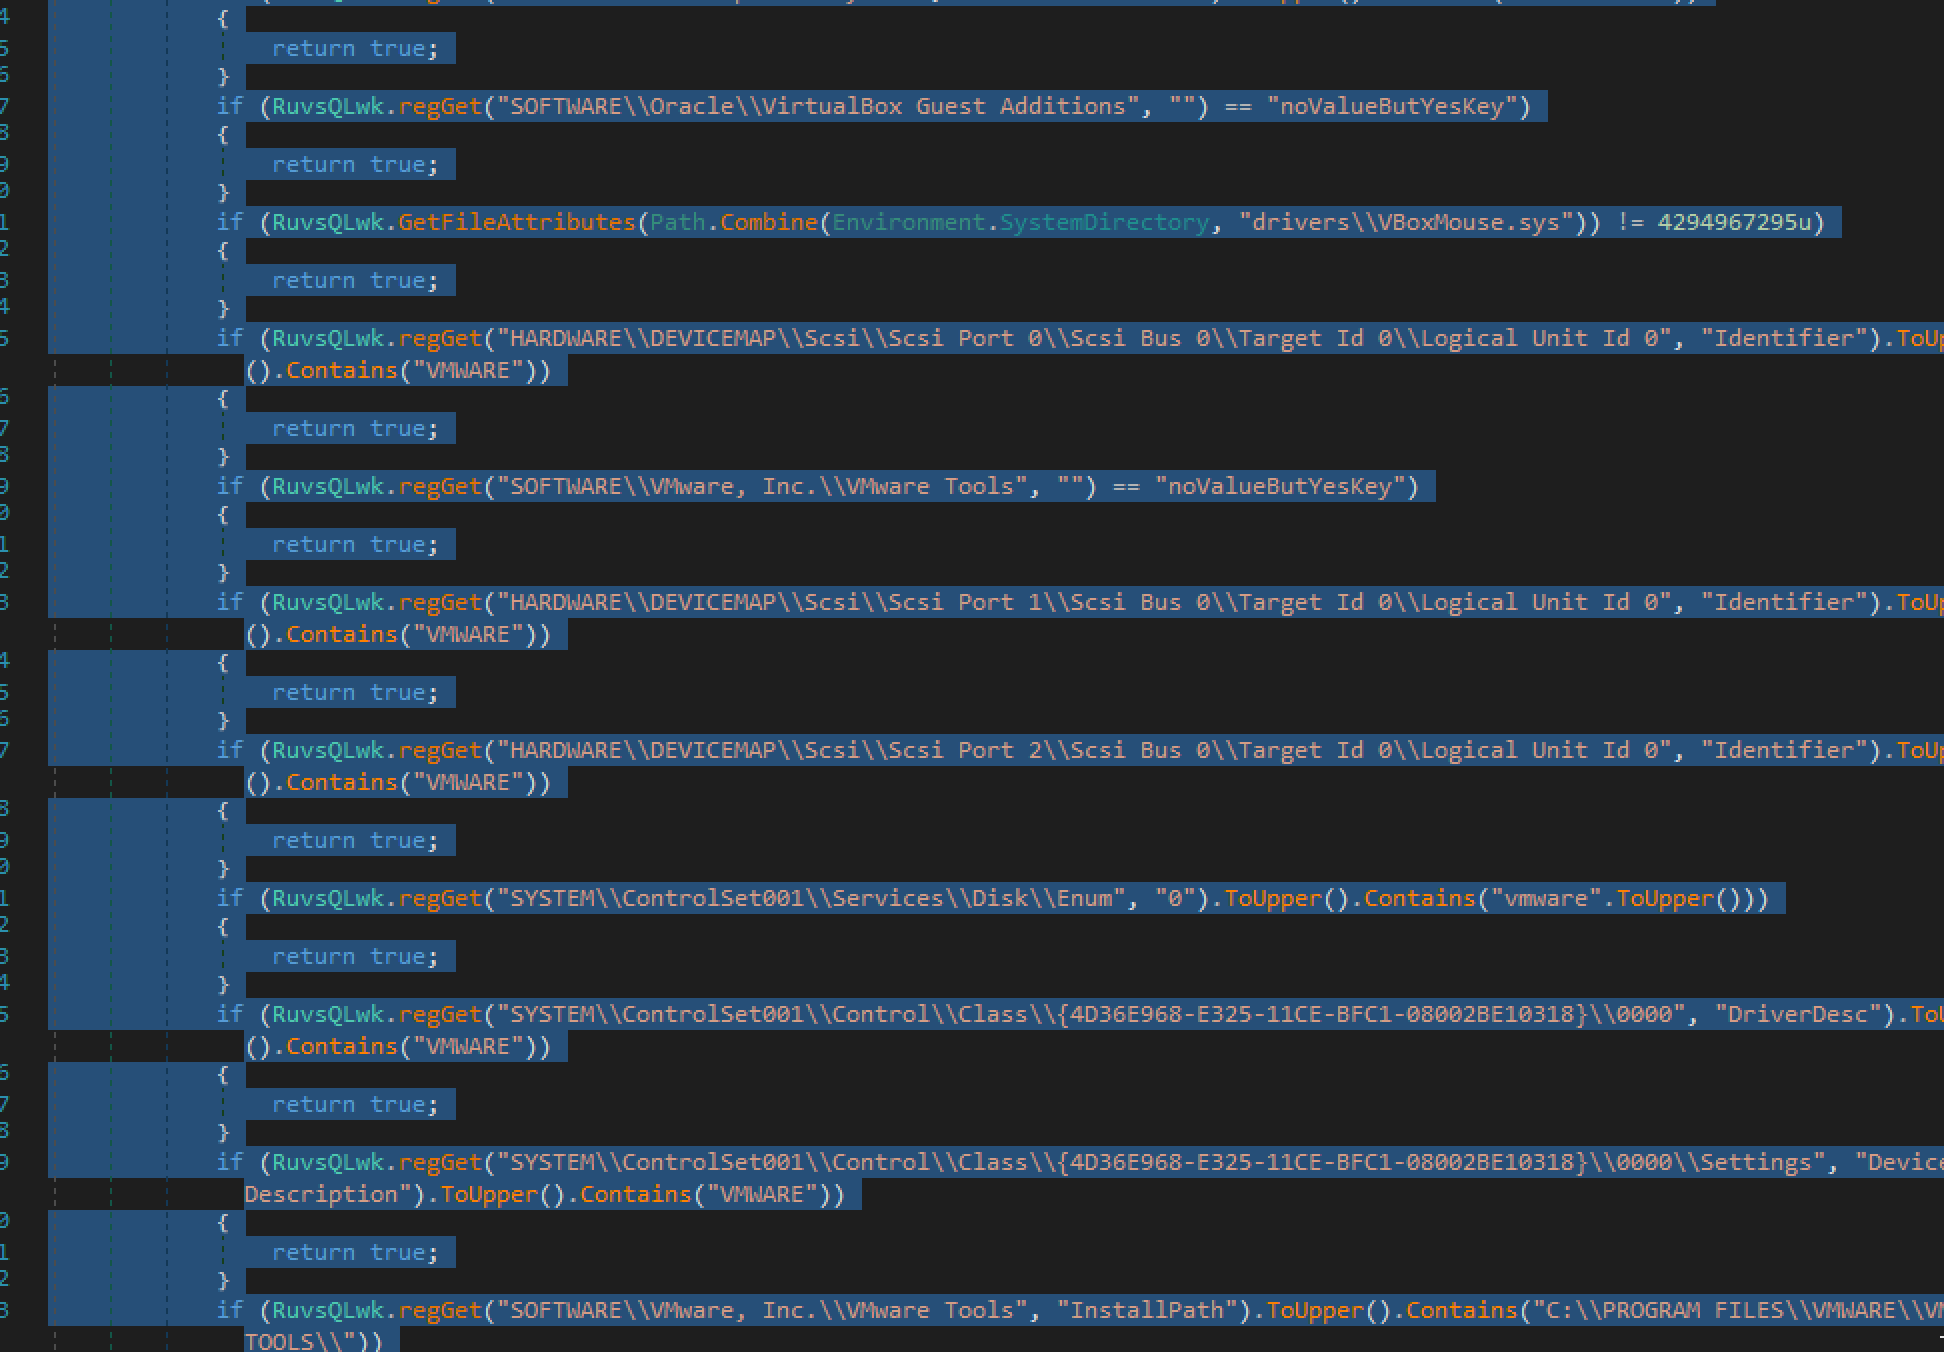 4 {
5 return true;
6 }
7 if (RuvsQLwk.regGet("SOFTWARE\\Oracle\\VirtualBox Guest Additions", "") == "noValueButYesKey")
8 {
9 return true;
0 }
1 if (RuvsQLwk.GetFileAttributes(Path.Combine(Environment.SystemDirectory, "drivers\\VBoxMouse.sys")) != 4294967295u)
2 {
3 return true;
4 }
5 if (RuvsQLwk.regGet("HARDWARE\\DEVICEMAP\\Scsi\\Scsi Port 0\\Scsi Bus 0\\Target Id 0\\Logical Unit Id 0", "Identifier").ToUp
().Contains("VMWARE"))
6 {
7 return true;
8 }
9 if (RuvsQLwk.regGet("SOFTWARE\\VMware, Inc.\\VMware Tools", "") == "noValueButYesKey")
0 {
1 return true;
2 }
3 if (RuvsQLwk.regGet("HARDWARE\\DEVICEMAP\\Scsi\\Scsi Port 1\\Scsi Bus 0\\Target Id 0\\Logical Unit Id 0", "Identifier").ToUp
().Contains("VMWARE"))
4 {
5 return true;
6 }
7 if (RuvsQLwk.regGet("HARDWARE\\DEVICEMAP\\Scsi\\Scsi Port 2\\Scsi Bus 0\\Target Id 0\\Logical Unit Id 0", "Identifier").ToUp
().Contains("VMWARE"))
8 {
9 return true;
0 }
1 if (RuvsQLwk.regGet("SYSTEM\\ControlSet001\\Services\\Disk\\Enum", "0").ToUpper().Contains("vmware".ToUpper()))
2 {
3 return true;
4 }
5 if (RuvsQLwk.regGet("SYSTEM\\ControlSet001\\Control\\Class\\{4D36E968-E325-11CE-BFC1-08002BE10318}\\0000", "DriverDesc").ToU
().Contains("VMWARE"))
6 {
7 return true;
8 }
9 if (RuvsQLwk.regGet("SYSTEM\\ControlSet001\\Control\\Class\\{4D36E968-E325-11CE-BFC1-08002BE10318}\\0000\\Settings", "Device
Description").ToUpper().Contains("VMWARE"))
0 {
1 return true;
2 }
3 if (RuvsQLwk.regGet("SOFTWARE\\VMware, Inc.\\VMware Tools", "InstallPath").ToUpper().Contains("C:\\PROGRAM FILES\\VMWARE\\VM
TOOLS\\"))